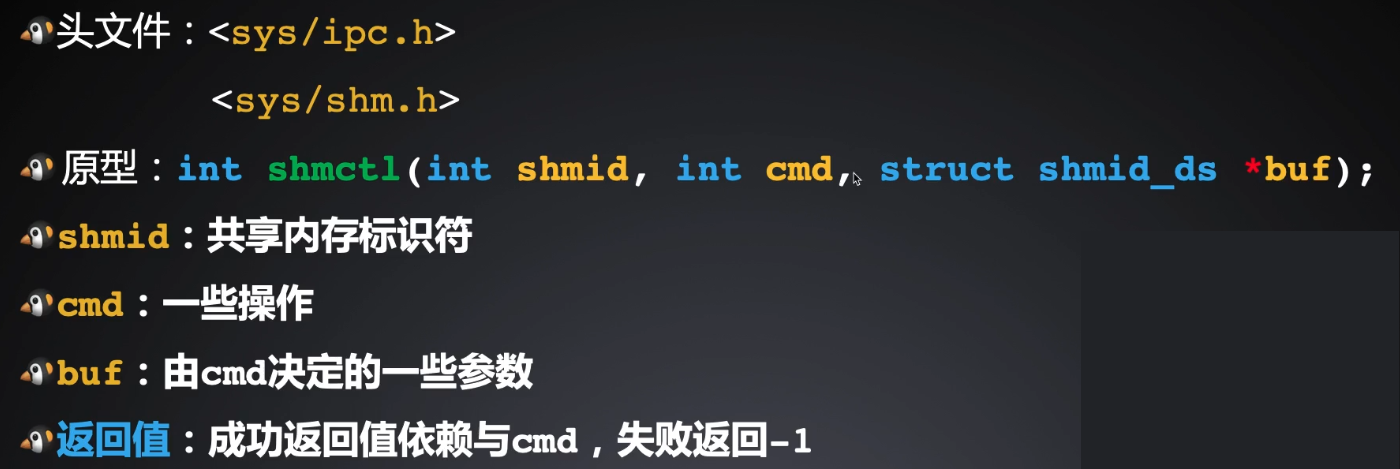 头文件：<sys/ipc.h>
<sys/shm.h>
原型：int shmctl(int shmid, int cmd, struct shmid_ds *buf);
shmid：共享内存标识符
cmd：一些操作
buf：由cmd决定的一些参数
返回值：成功返回值依赖与cmd，失败返回-1